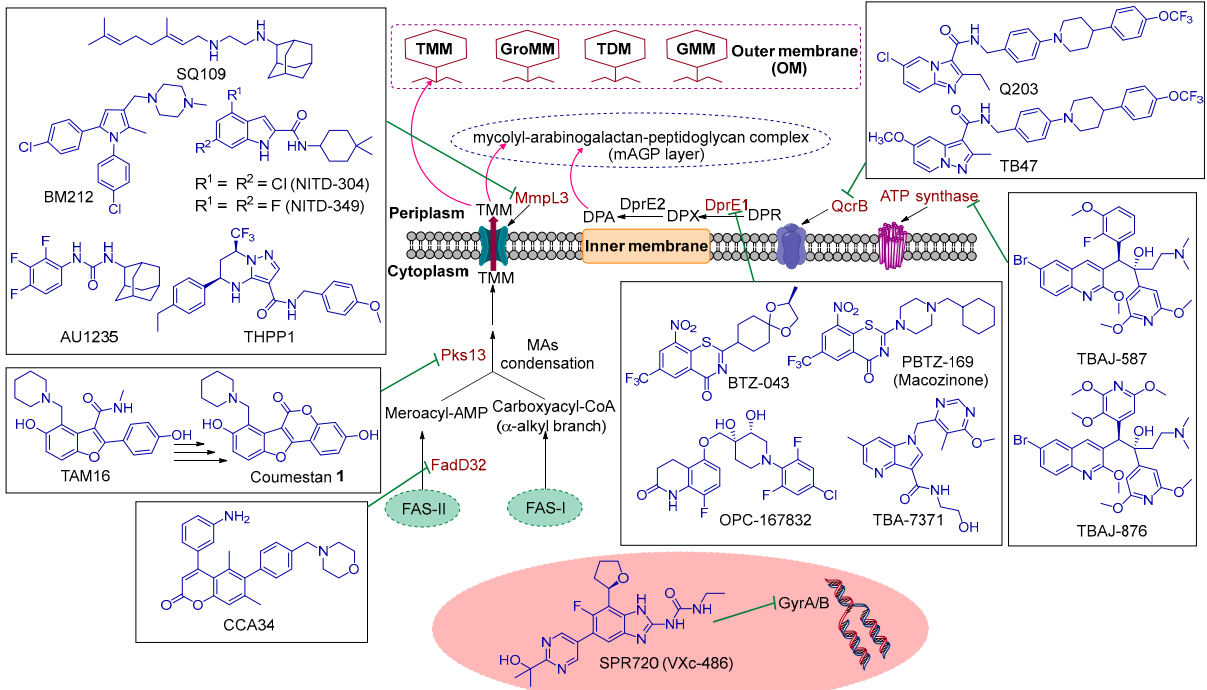 SQ109
BM212
R¹ = R² = Cl (NITD-304)
R¹ = R² = F (NITD-349)
AU1235
THPP1
TMM
GroMM
TDM
GMM
Outer membrane
(OM)
mycolyl-arabinogalactan-peptidoglycan complex
(mAGP layer)
Q203
TB47
Periplasm
TMM
MmpL3
DPA
DprE2
DPX
DprE1
DPR
QcrB
ATP synthase
Inner membrane
Cytoplasm
TMM
TAM16
Coumestan 1
Pks13
MAs
condensation
Meroacyl-AMP
Carboxyacyl-CoA
(α-alkyl branch)
FadD32
FAS-II
FAS-I
CCA34
BTZ-043
PBTZ-169
(Macozinone)
OPC-167832
TBA-7371
TBAJ-587
TBAJ-876
SPR720 (VXc-486)
GyrA/B